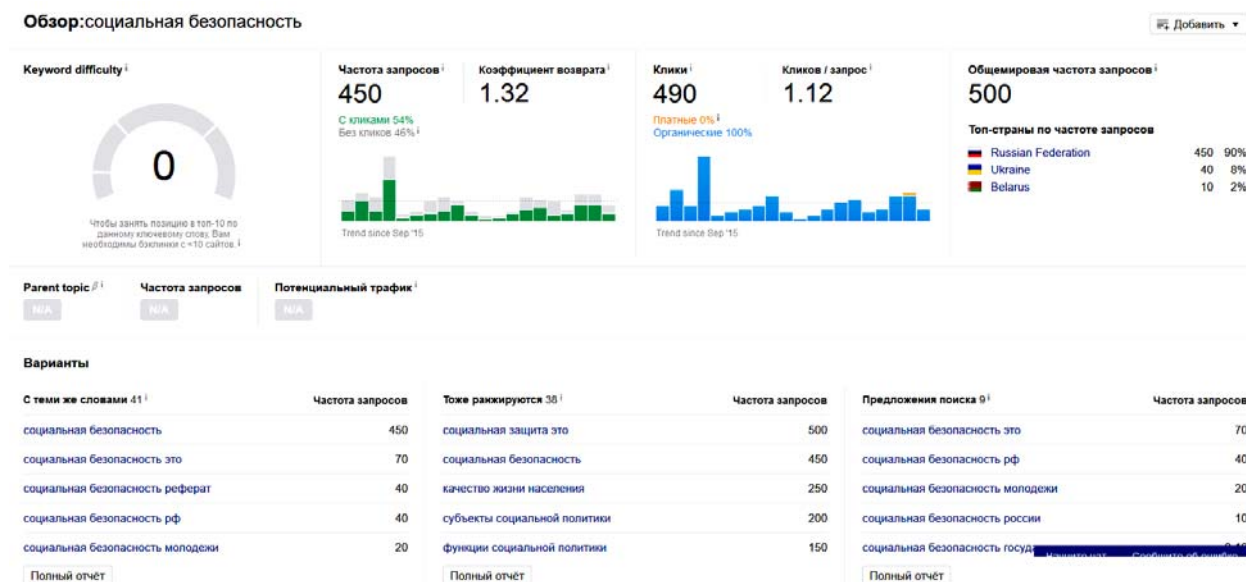 Обзор:социальная безопасность
Добавить
Keyword difficulty i
0
Чтобы занять позицию в топ-10 по
данному ключевому слову, Вам
необходимы бэклинки с ≈10 сайтов. i
Частота запросов i
450
С кликами 54%
Без кликов 46% i
Trend since Sep '15
Коэффициент возврата i
1.32
Клики i
490
Платные 0% i
Органические 100%
Trend since Sep '15
Кликов / запрос i
1.12
Общемировая частота запросов i
500
Топ-страны по частоте запросов
Russian Federation 450 90%
Ukraine 40 8%
Belarus 10 2%
Parent topic β i
N/A
Частота запросов
N/A
Потенциальный трафик i
N/A
Варианты
С теми же словами 41 i Частота запросов
социальная безопасность 450
социальная безопасность это 70
социальная безопасность реферат 40
социальная безопасность рф 40
социальная безопасность молодежи 20
Полный отчёт
Тоже ранжируются 38 i Частота запросов
социальная защита это 500
социальная безопасность 450
качество жизни населения 250
субъекты социальной политики 200
функции социальной политики 150
Полный отчёт
Предложения поиска 9 i Частота запросов
социальная безопасность это 70
социальная безопасность рф 40
социальная безопасность молодежи 20
социальная безопасность россии 10
социальная безопасность госуда
Полный отчёт
Начните чат Сообщить об ошибке